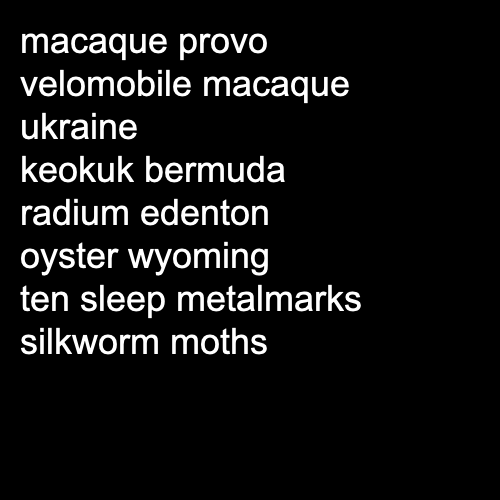 macaque provo
velomobile macaque
ukraine
keokuk bermuda
radium edenton
oyster wyoming
ten sleep metalmarks
silkworm moths